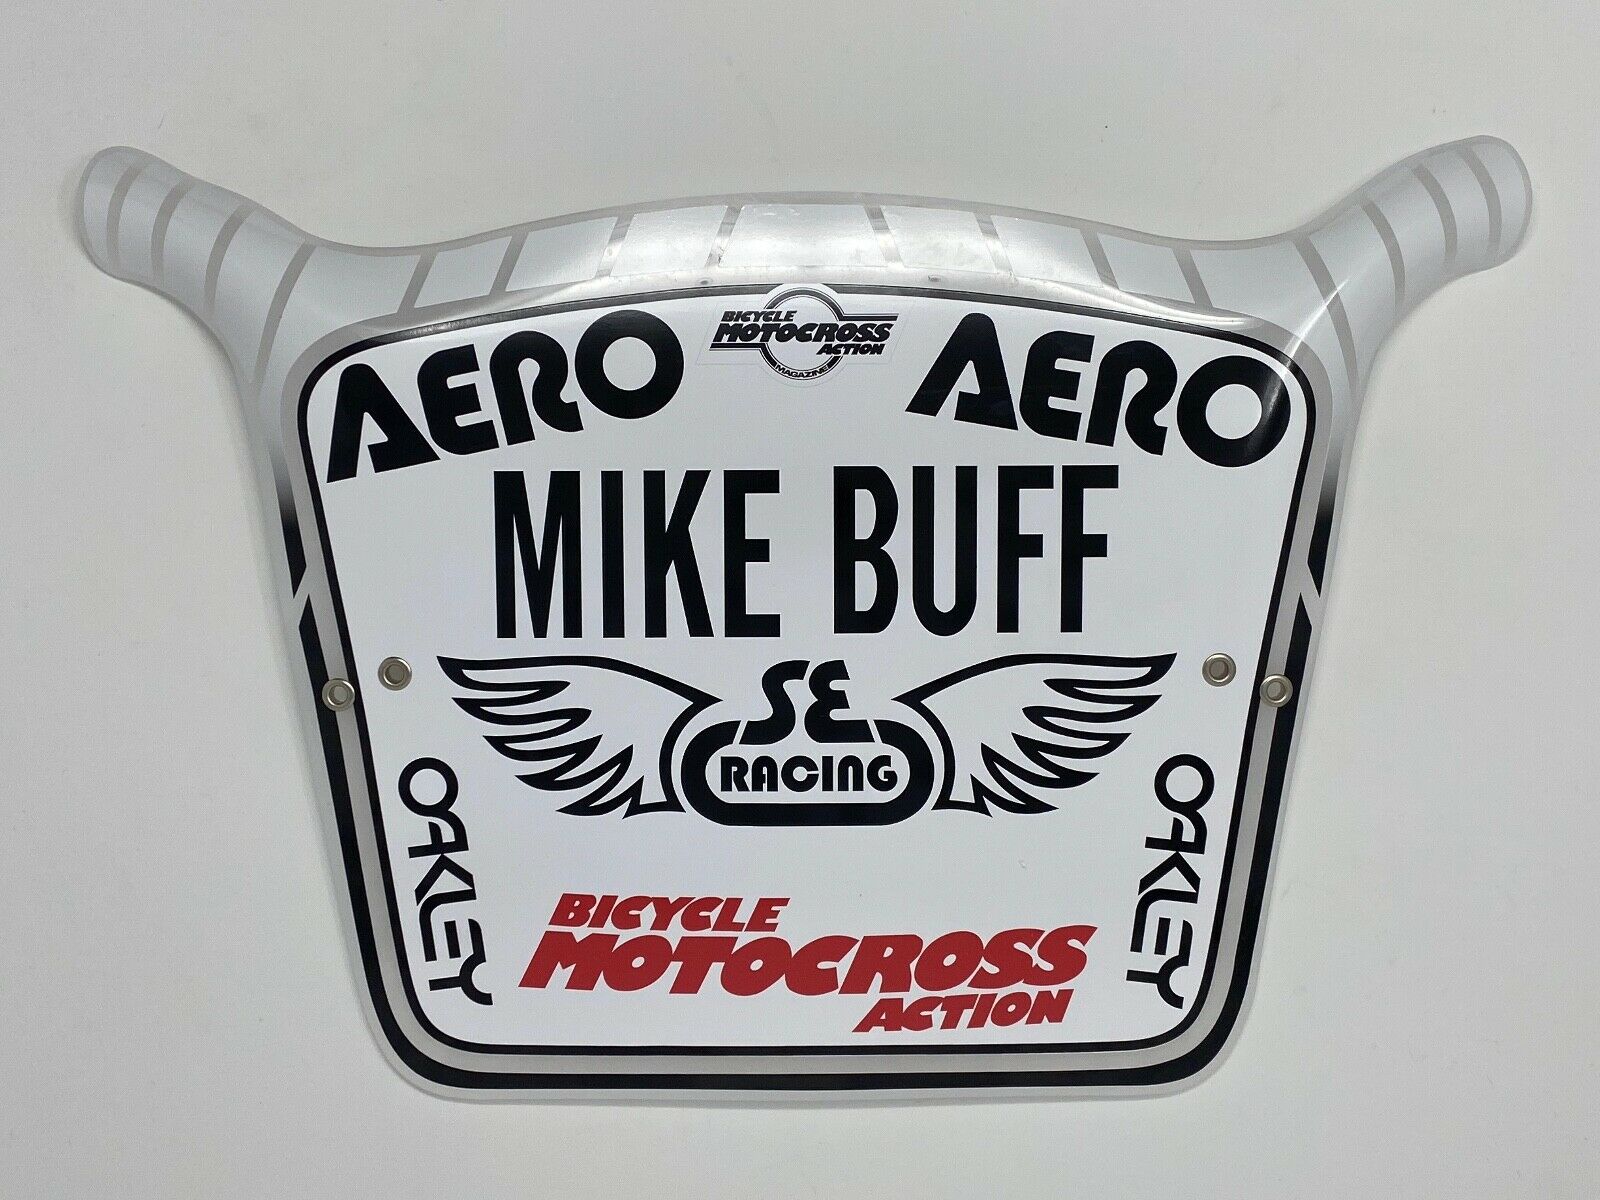 BICYCLE
MOTOCROSS
ACTION
MAGAZINE
AERO
AERO
MIKE BUFF
SE
RACING
OAKLEY
OAKLEY
BICYCLE
MOTOCROSS
ACTION